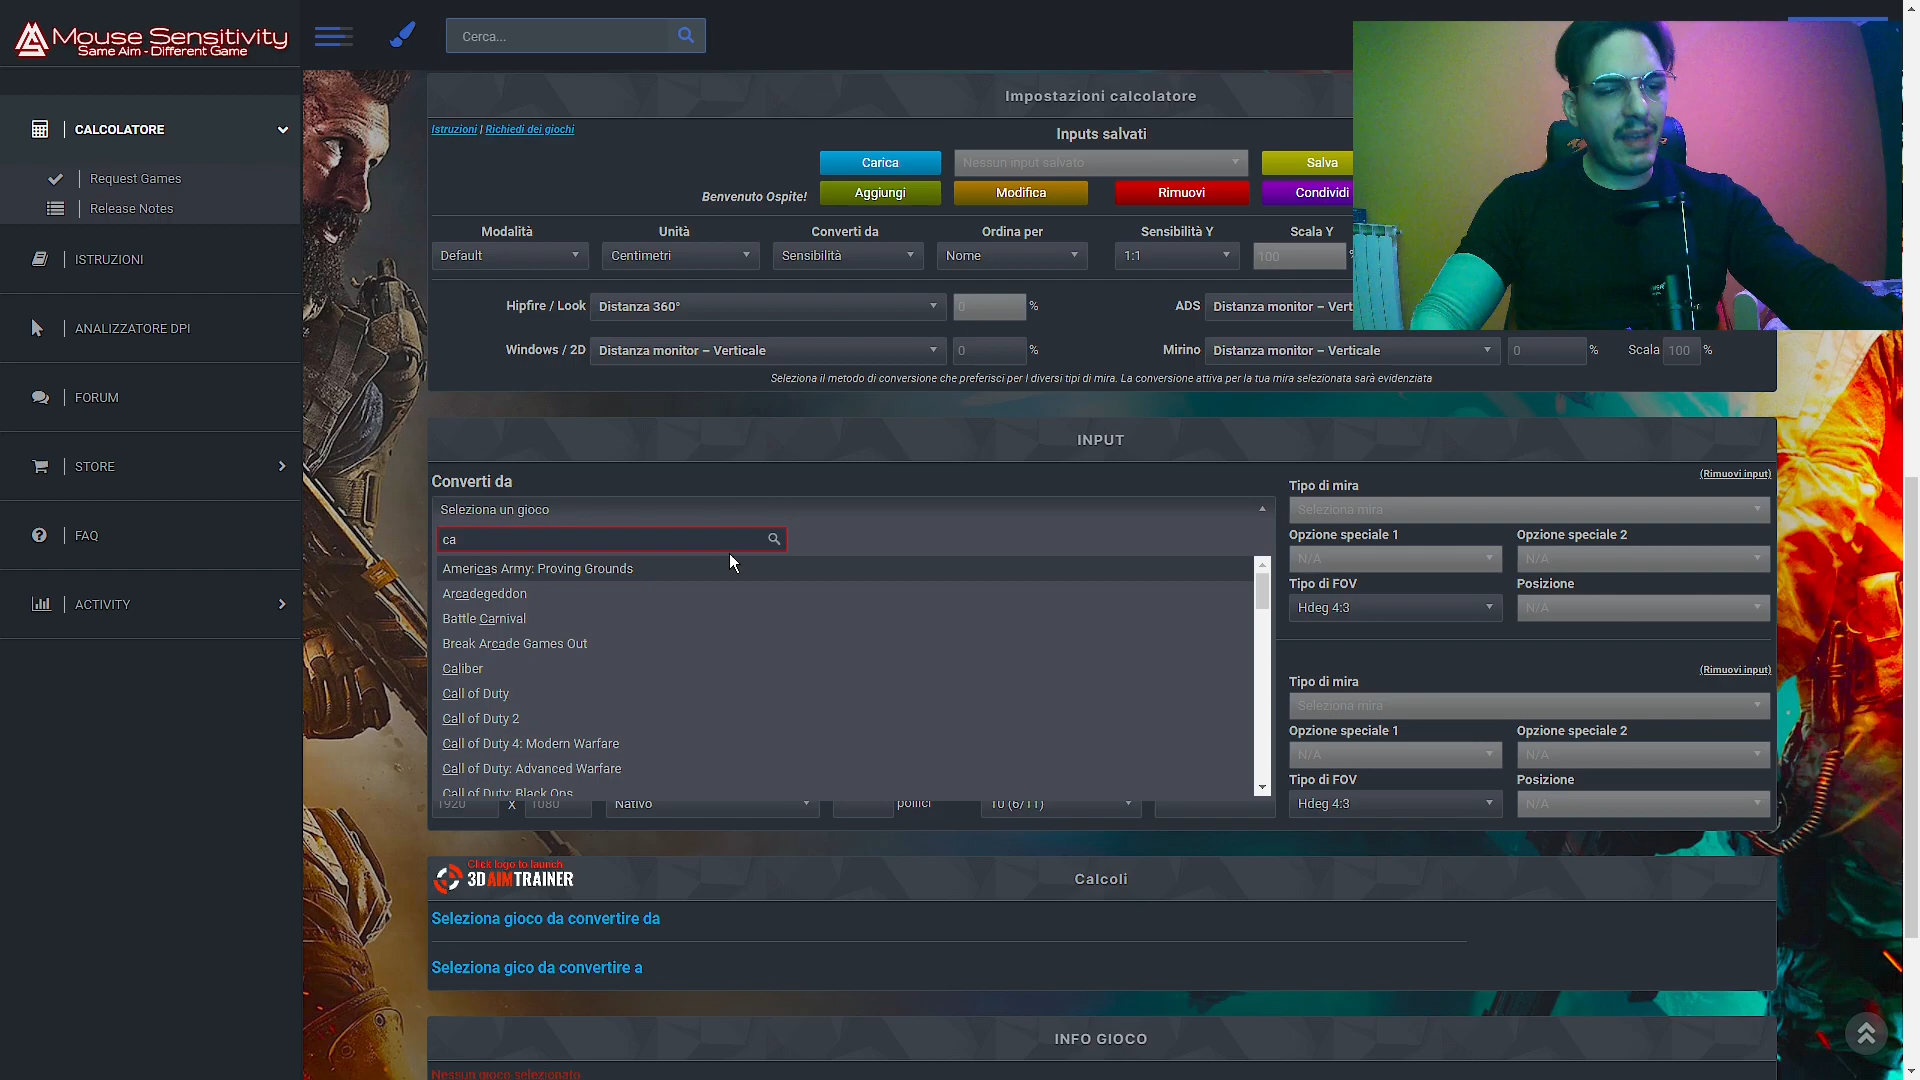 Mouse Sensitivity
Same Aim - Different Game
CALCOLATORE
Request Games
Release Notes
ISTRUZIONI
ANALIZZATORE DPI
FORUM
STORE
FAQ
ACTIVITY
Cerca...
Impostazioni calcolatore
Istruzioni | Richiedi dei giochi
Inputs salvati
Carica
Nessun input salvato
Salva
Benvenuto Ospite!
Aggiungi
Modifica
Rimuovi
Condividi
Modalità
Unità
Converti da
Ordina per
Sensibilità Y
Scala Y
Default
Centimetri
Sensibilità
Nome
1:1
100
Hipfire / Look
Distanza 360°
0
%
ADS
Distanza monitor – Vert
Windows / 2D
Distanza monitor – Verticale
0
%
Mirino
Distanza monitor – Verticale
0
%
Scala
100
%
Seleziona il metodo di conversione che preferisci per I diversi tipi di mira. La conversione attiva per la tua mira selezionata sarà evidenziata
INPUT
Converti da
Seleziona un gioco
ca
Americas Army: Proving Grounds
Arcadegeddon
Battle Carnival
Break Arcade Games Out
Caliber
Call of Duty
Call of Duty 2
Call of Duty 4: Modern Warfare
Call of Duty: Advanced Warfare
Call of Duty: Black Ops
1920
X
1080
Nativo
pollici
10 (6/11)
(Rimuovi input)
Tipo di mira
Seleziona mira
Opzione speciale 1
Opzione speciale 2
N/A
N/A
Tipo di FOV
Posizione
Hdeg 4:3
N/A
(Rimuovi input)
Tipo di mira
Seleziona mira
Opzione speciale 1
Opzione speciale 2
N/A
N/A
Tipo di FOV
Posizione
Hdeg 4:3
N/A
Click logo to launch
3D AIMTRAINER
Calcoli
Seleziona gioco da convertire da
Seleziona gico da convertire a
INFO GIOCO
Nessun gioco selezionato